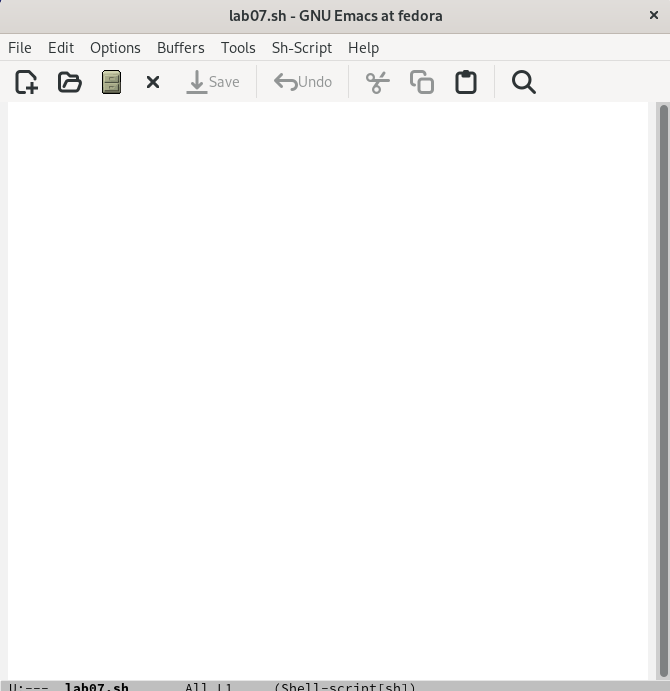 lab07.sh - GNU Emacs at fedora
File Edit Options Buffers Tools Sh-Script Help
Save Undo
U:--- lab07.sh All L1 (Shell-script[sh])